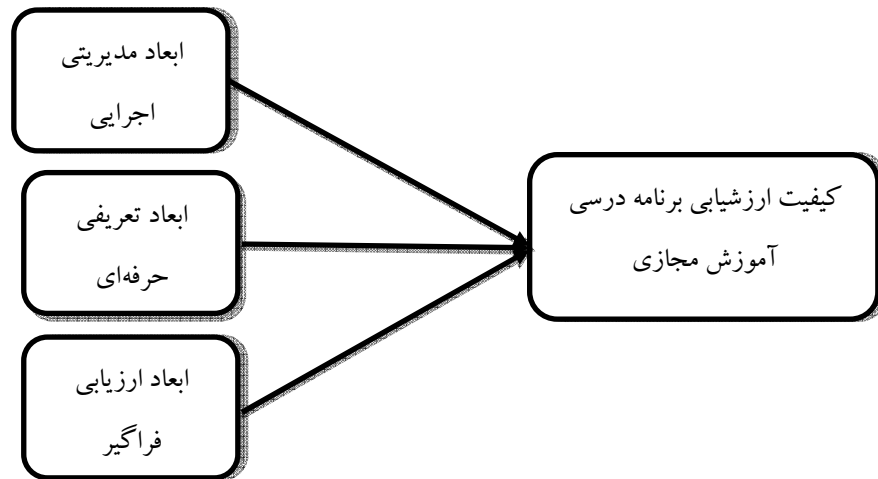 ابعاد مدیریتی
اجرایی
ابعاد تعریفی
حرفه‌ای
ابعاد ارزیابی
فراگیر
کیفیت ارزشیابی برنامه درسی
آموزش مجازی